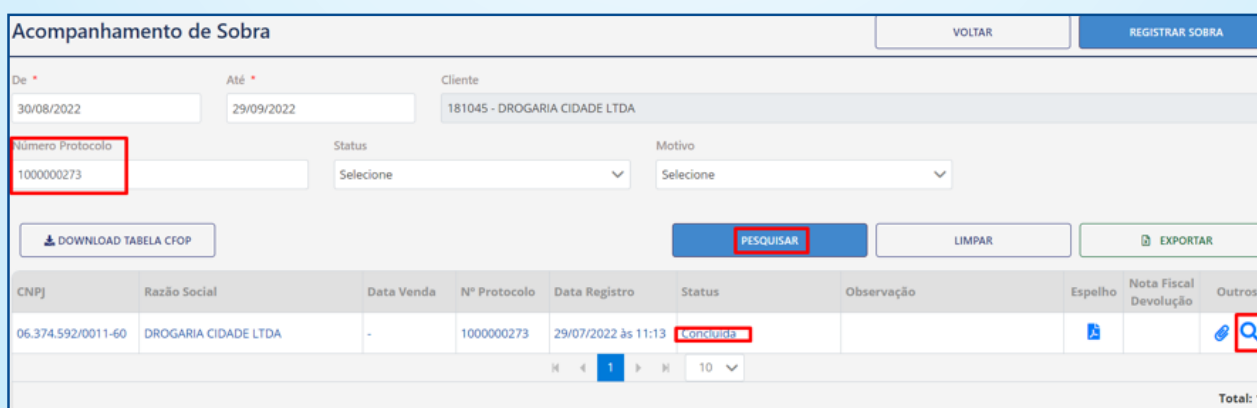 Acompanhamento de Sobra VOLTAR REGISTRAR SOBRA
De * Até * Cliente
30/08/2022 29/09/2022 181045 - DROGARIA CIDADE LTDA
Número Protocolo Status Motivo
1000000273 Selecione Selecione
DOWNLOAD TABELA CFOP PESQUISAR LIMPAR EXPORTAR
CNPJ Razão Social Data Venda Nº Protocolo Data Registro Status Observação Espelho Nota Fiscal Devolução Outros
06.374.592/0011-60 DROGARIA CIDADE LTDA - 1000000273 29/07/2022 às 11:13 Concluída
1 10
Total: